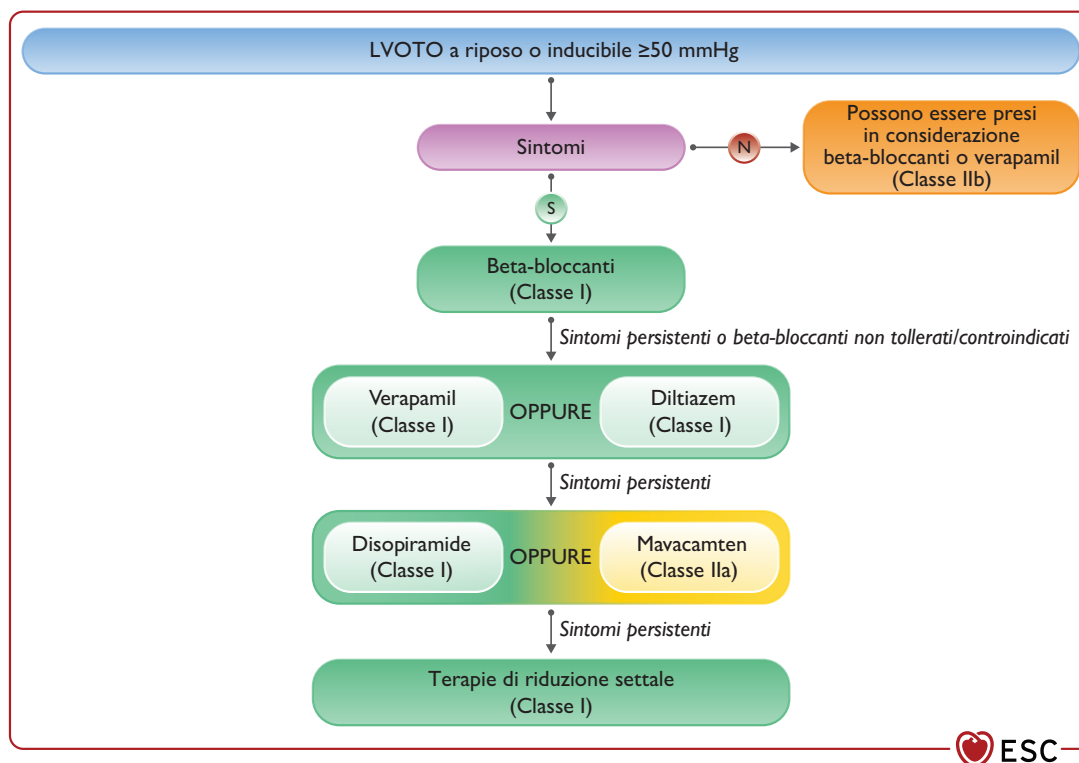 LVOTO a riposo o inducibile ≥50 mmHg
Sintomi
N
Possono essere presi
in considerazione
beta-bloccanti o verapamil
(Classe IIb)
S
Beta-bloccanti
(Classe I)
Sintomi persistenti o beta-bloccanti non tollerati/controindicati
Verapamil
(Classe I)
OPPURE
Diltiazem
(Classe I)
Sintomi persistenti
Disopiramide
(Classe I)
OPPURE
Mavacamten
(Classe IIa)
Sintomi persistenti
Terapie di riduzione settale
(Classe I)
ESC